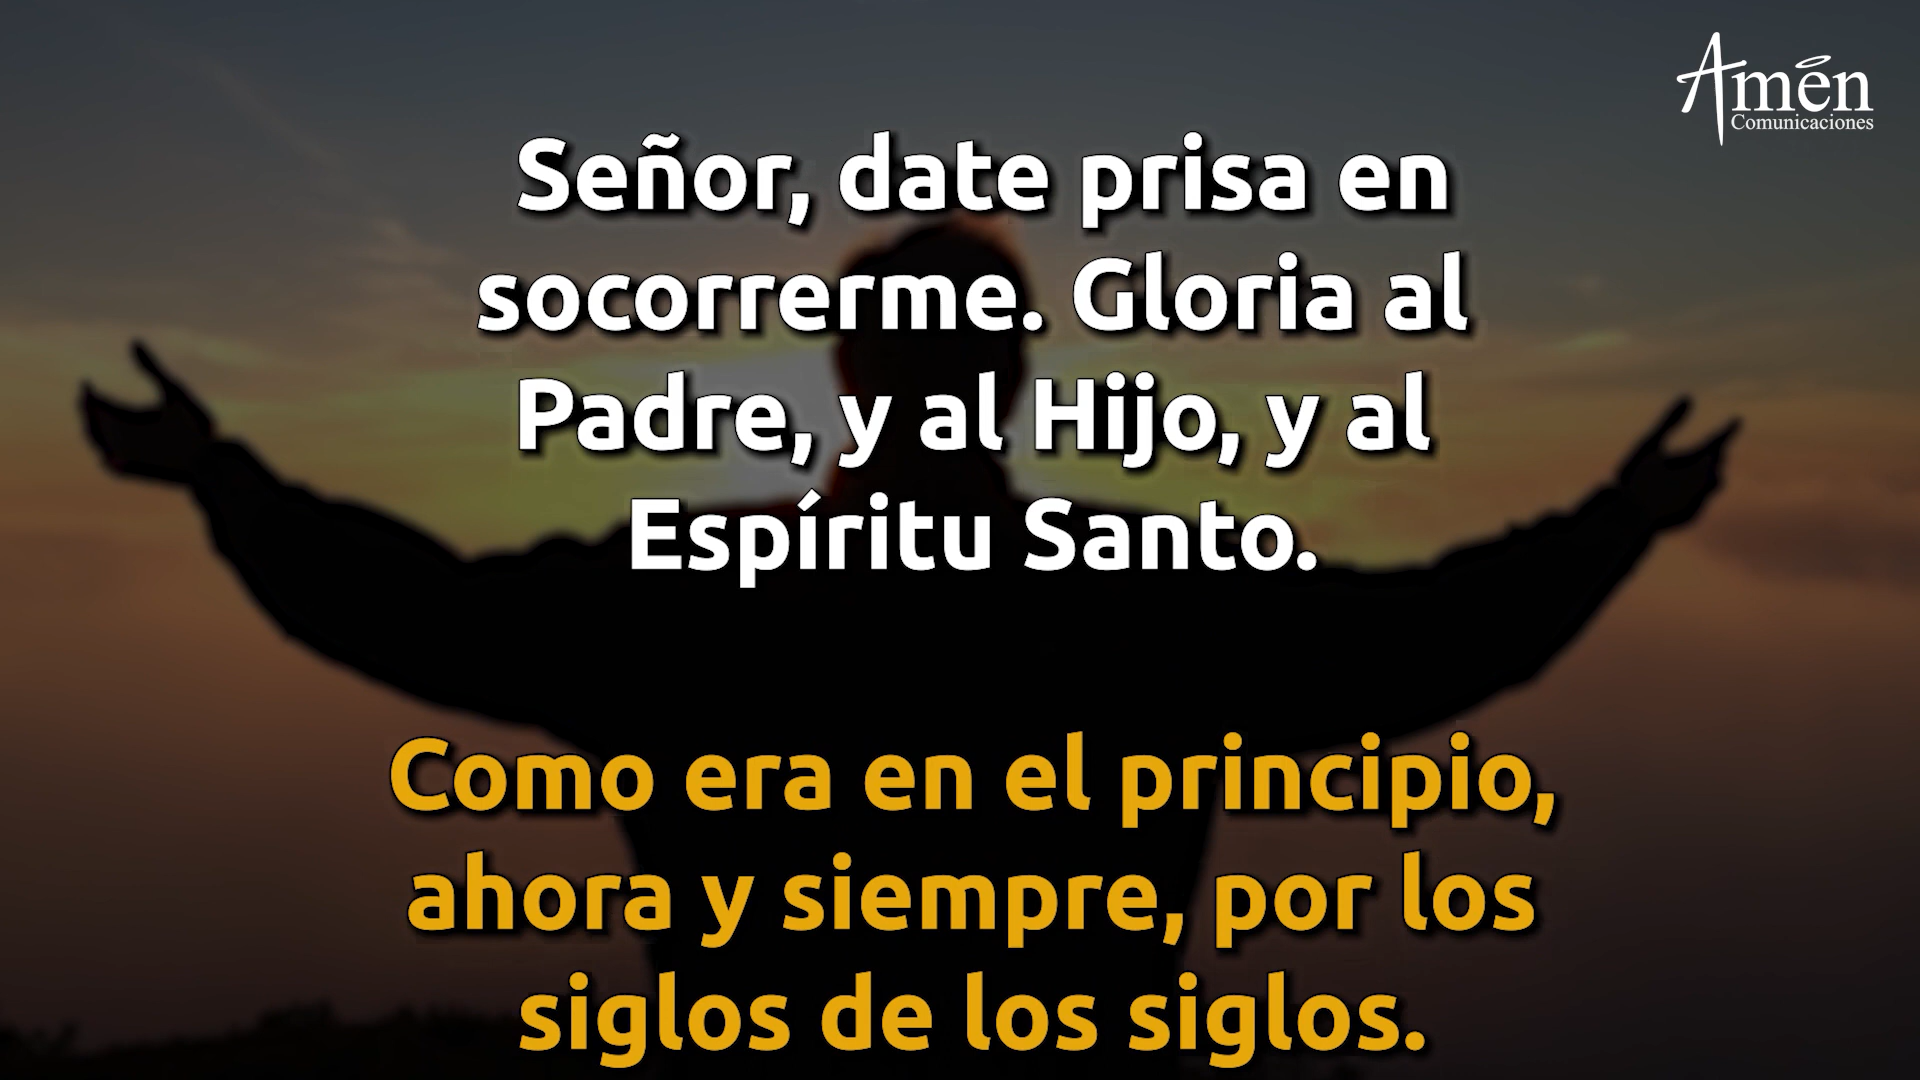 Amén
Comunicaciones
Señor, date prisa en
socorrerme. Gloria al
Padre, y al Hijo, y al
Espíritu Santo.
Como era en el principio,
ahora y siempre, por los
siglos de los siglos.